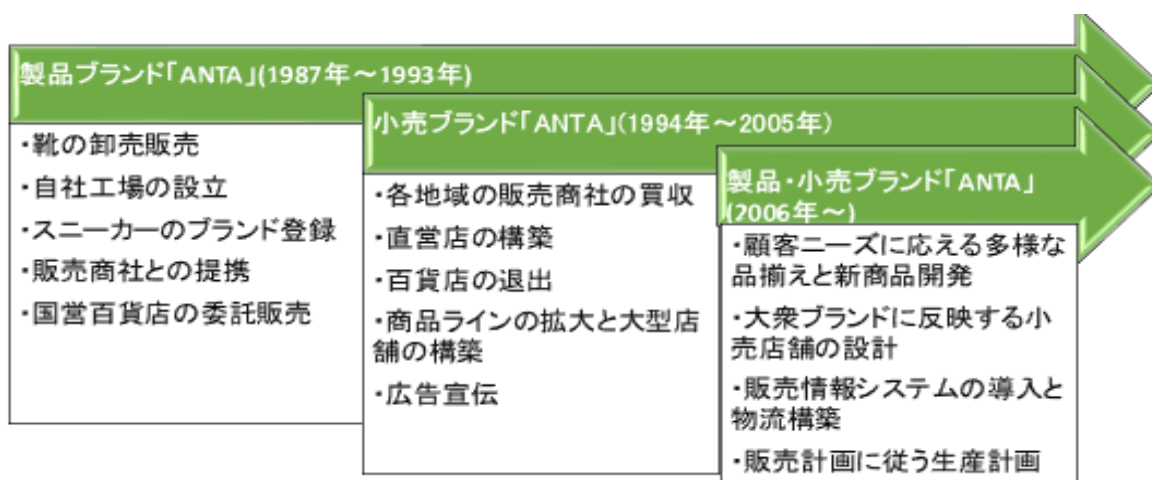 製品ブランド「ANTA」(1987年～1993年)
・靴の卸売販売
・自社工場の設立
・スニーカーのブランド登録
・販売商社との提携
・国営百貨店の委託販売
小売ブランド「ANTA」(1994年～2005年)
・各地域の販売商社の買収
・直営店の構築
・百貨店の退出
・商品ラインの拡大と大型店
舗の構築
・広告宣伝
製品・小売ブランド「ANTA」
(2006年～)
・顧客ニーズに応える多様な
品揃えと新商品開発
・大衆ブランドに反映する小
売店舗の設計
・販売情報システムの導入と
物流構築
・販売計画に従う生産計画